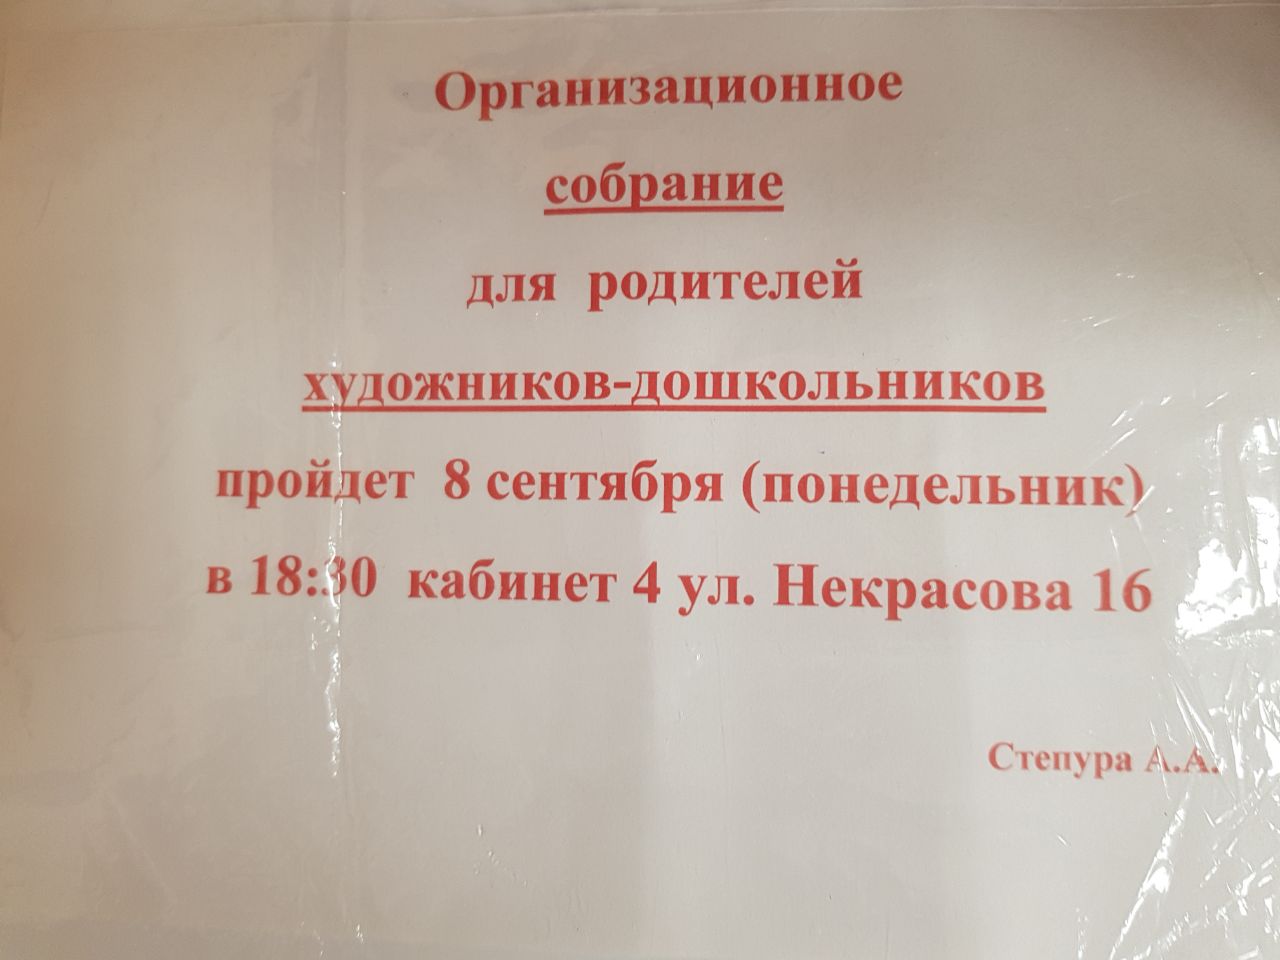 Организационное
собрание
для родителей
художников-дошкольников
пройдет 8 сентября (понедельник)
в 18:30 кабинет 4 ул. Некрасова 16
Степура А.А.